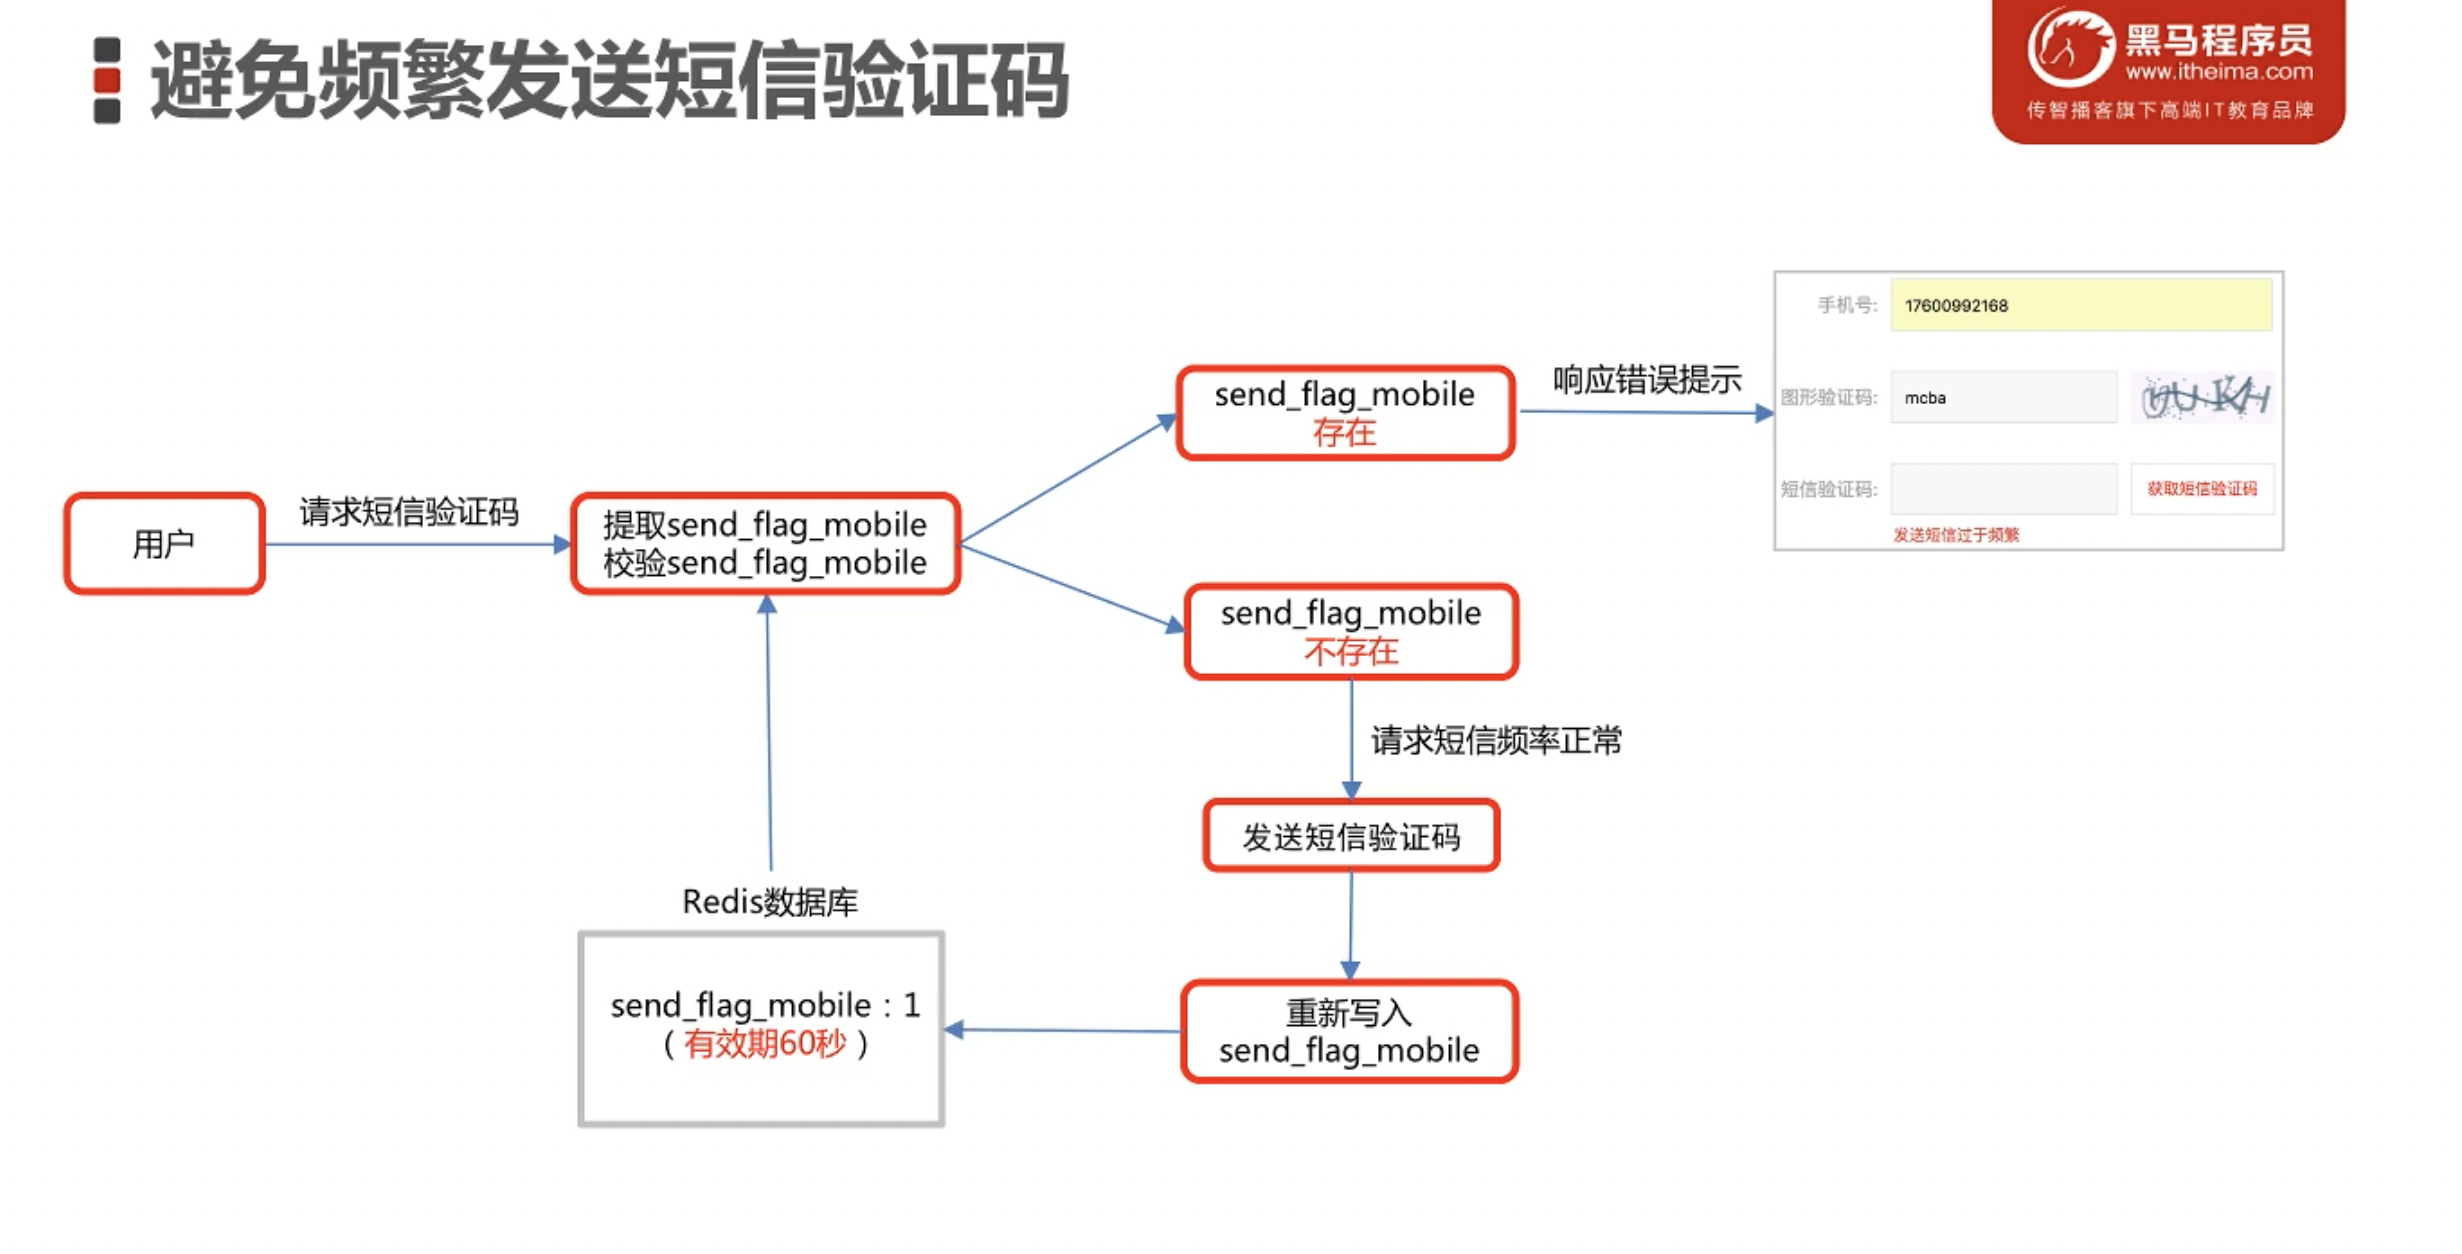 避免频繁发送短信验证码
黑马程序员
www.itheima.com
传智播客旗下高端IT教育品牌
用户
请求短信验证码
提取send_flag_mobile
校验send_flag_mobile
send_flag_mobile
存在
响应错误提示
手机号:
17600992168
图形验证码:
mcba
短信验证码:
获取短信验证码
发送短信过于频繁
send_flag_mobile
不存在
请求短信频率正常
发送短信验证码
重新写入
send_flag_mobile
Redis数据库
send_flag_mobile：1
（有效期60秒）